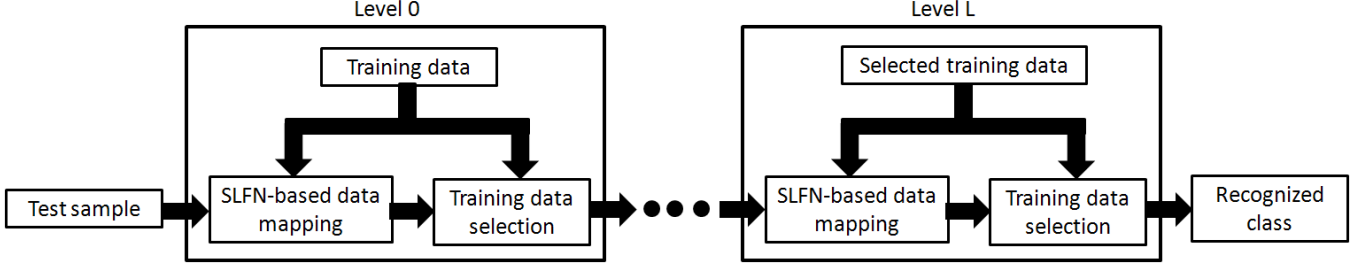 Level 0
Level L
Training data
Selected training data
Test sample
SLFN-based data
mapping
Training data
selection
SLFN-based data
mapping
Training data
selection
Recognized
class